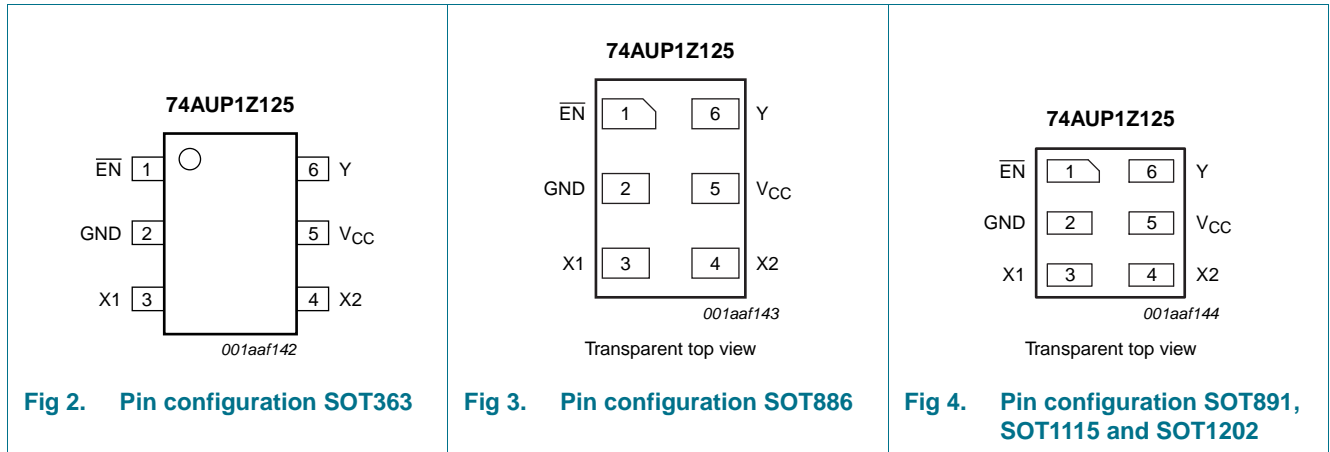 74AUP1Z125
EN 1 6 Y
GND 2 5 VCC
X1 3 4 X2
001aaf142
Fig 2. Pin configuration SOT363
74AUP1Z125
EN 1 6 Y
GND 2 5 VCC
X1 3 4 X2
001aaf143
Transparent top view
Fig 3. Pin configuration SOT886
74AUP1Z125
EN 1 6 Y
GND 2 5 VCC
X1 3 4 X2
001aaf144
Transparent top view
Fig 4. Pin configuration SOT891,
SOT1115 and SOT1202